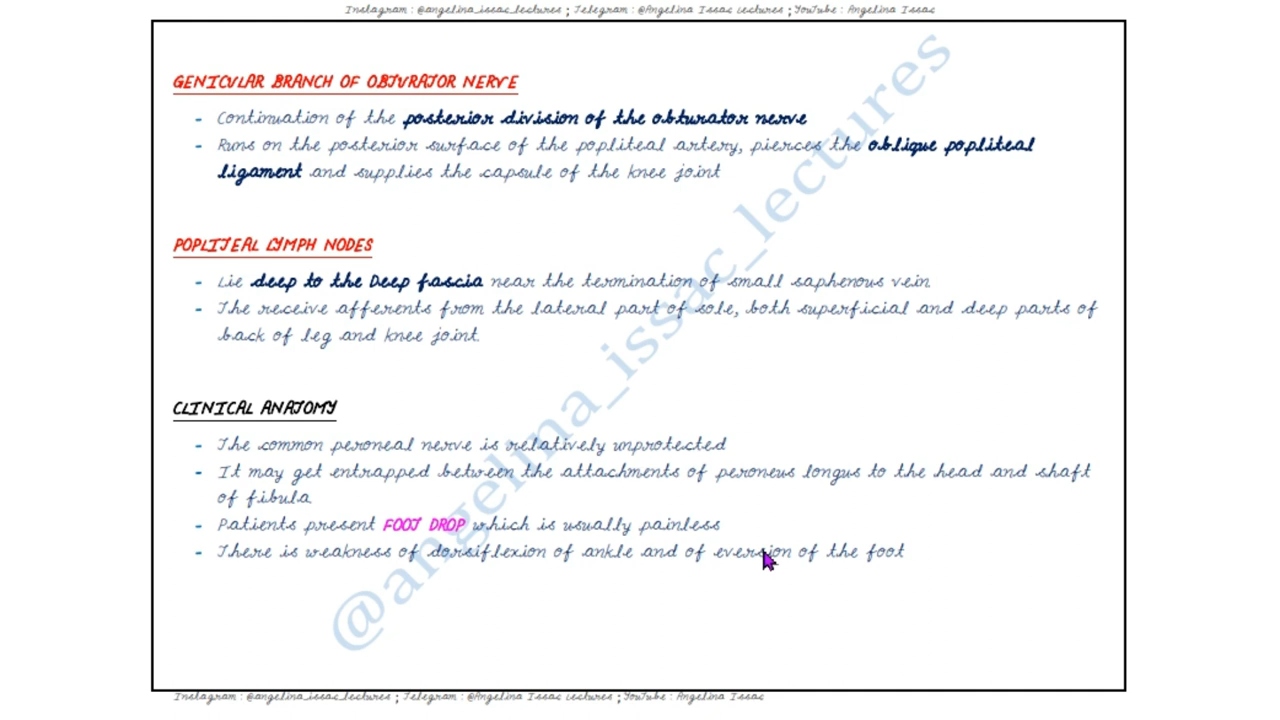 Instagram : @angelina_issac_lectures ; Telegram : @Angelina Issac Lectures ; YouTube : Angelina Issac
GENICULAR BRANCH OF OBTURATOR NERVE
- Continuation of the posterior division of the obturator nerve
- Runs on the posterior surface of the popliteal artery, pierces the oblique popliteal
ligament and supplies the capsule of the knee joint
POPLITEAL LYMPH NODES
- Lie deep to the Deep fascia near the termination of small saphenous vein
- The receive afferents from the lateral part of sole, both superficial and deep parts of
back of leg and knee joint.
CLINICAL ANATOMY
- The common peroneal nerve is relatively unprotected
- It may get entrapped between the attachments of peroneus longus to the head and shaft
of fibula.
- Patients present FOOT DROP which is usually painless
- There is weakness of dorsiflexion of ankle and of eversion of the foot
@angelina_issac_lectures
Instagram : @angelina_issac_lectures ; Telegram : @Angelina Issac Lectures ; YouTube : Angelina Issac